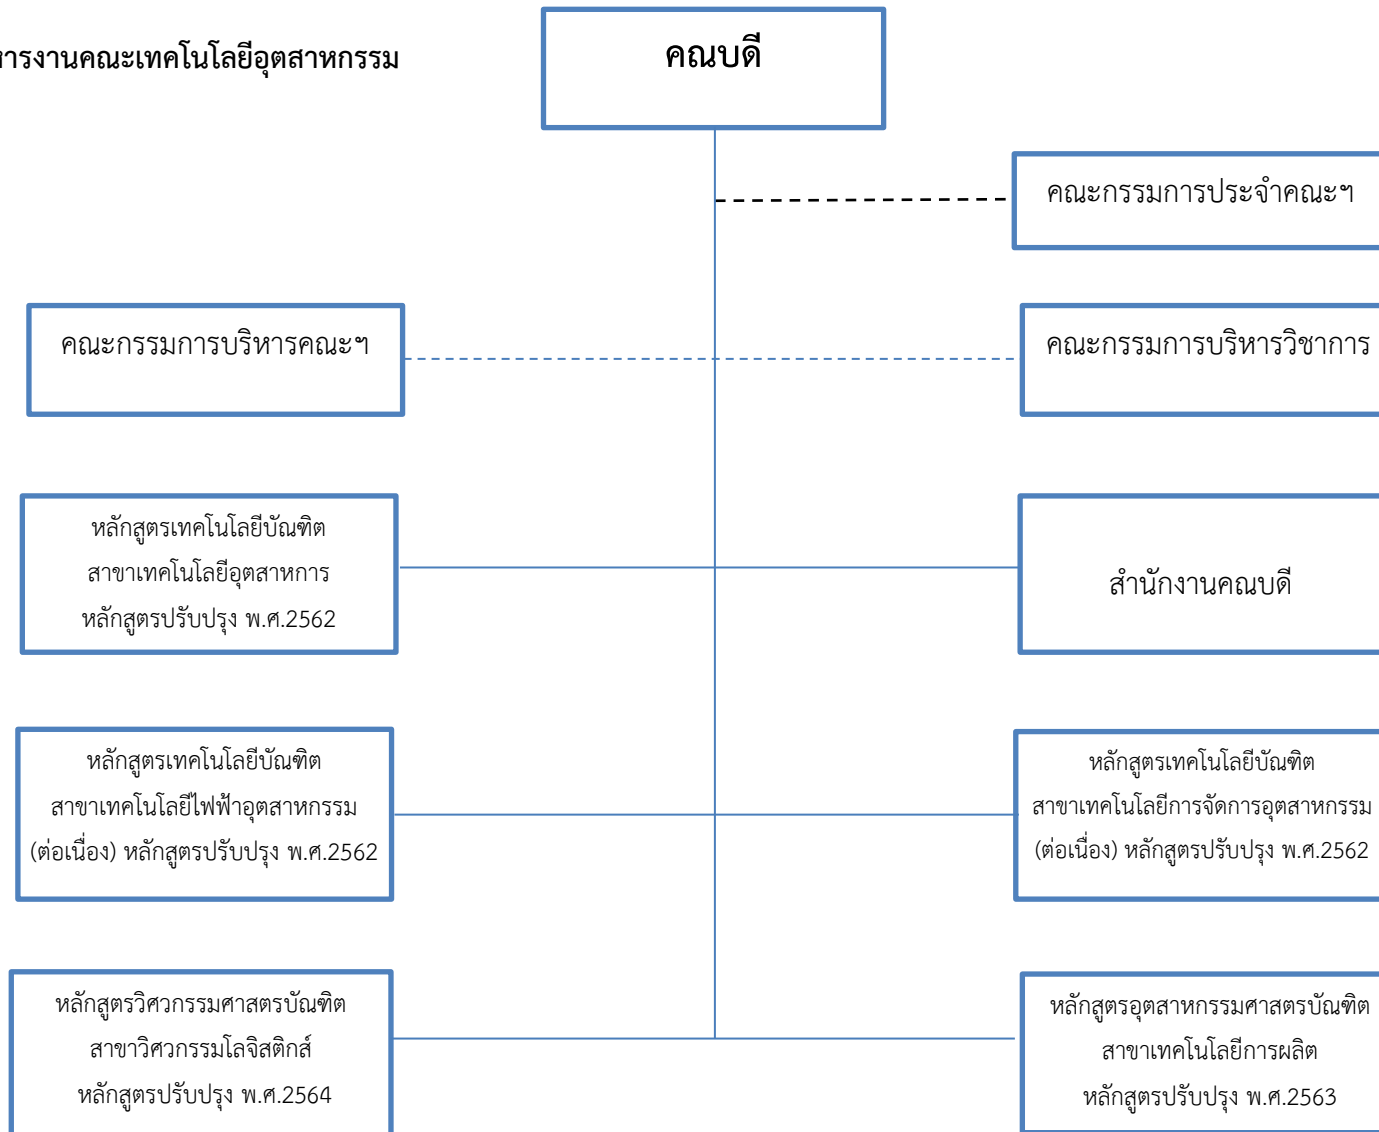 หารงานคณะเทคโนโลยีอุตสาหกรรม
คณบดี
คณะกรรมการประจำคณะฯ
คณะกรรมการบริหารคณะฯ
คณะกรรมการบริหารวิชาการ
หลักสูตรเทคโนโลยีบัณฑิต
สาขาเทคโนโลยีอุตสาหการ
หลักสูตรปรับปรุง พ.ศ.2562
สำนักงานคณบดี
หลักสูตรเทคโนโลยีบัณฑิต
สาขาเทคโนโลยีไฟฟ้าอุตสาหกรรม
(ต่อเนื่อง) หลักสูตรปรับปรุง พ.ศ.2562
หลักสูตรเทคโนโลยีบัณฑิต
สาขาเทคโนโลยีการจัดการอุตสาหกรรม
(ต่อเนื่อง) หลักสูตรปรับปรุง พ.ศ.2562
หลักสูตรวิศวกรรมศาสตรบัณฑิต
สาขาวิศวกรรมโลจิสติกส์
หลักสูตรปรับปรุง พ.ศ.2564
หลักสูตรอุตสาหกรรมศาสตรบัณฑิต
สาขาเทคโนโลยีการผลิต
หลักสูตรปรับปรุง พ.ศ.2563